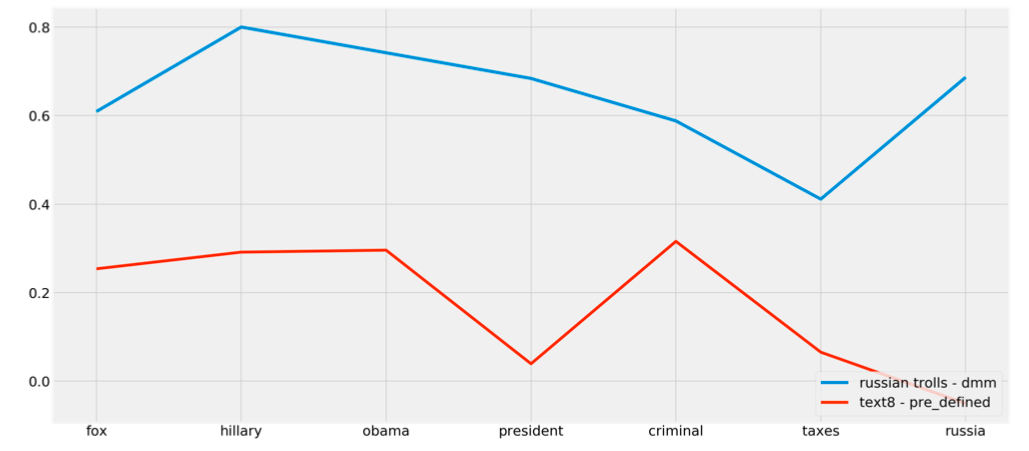 0.8
0.6
0.4
0.2
0.0
russian trolls - dmm
text8 - pre_defined
fox hillary obama president criminal taxes russia